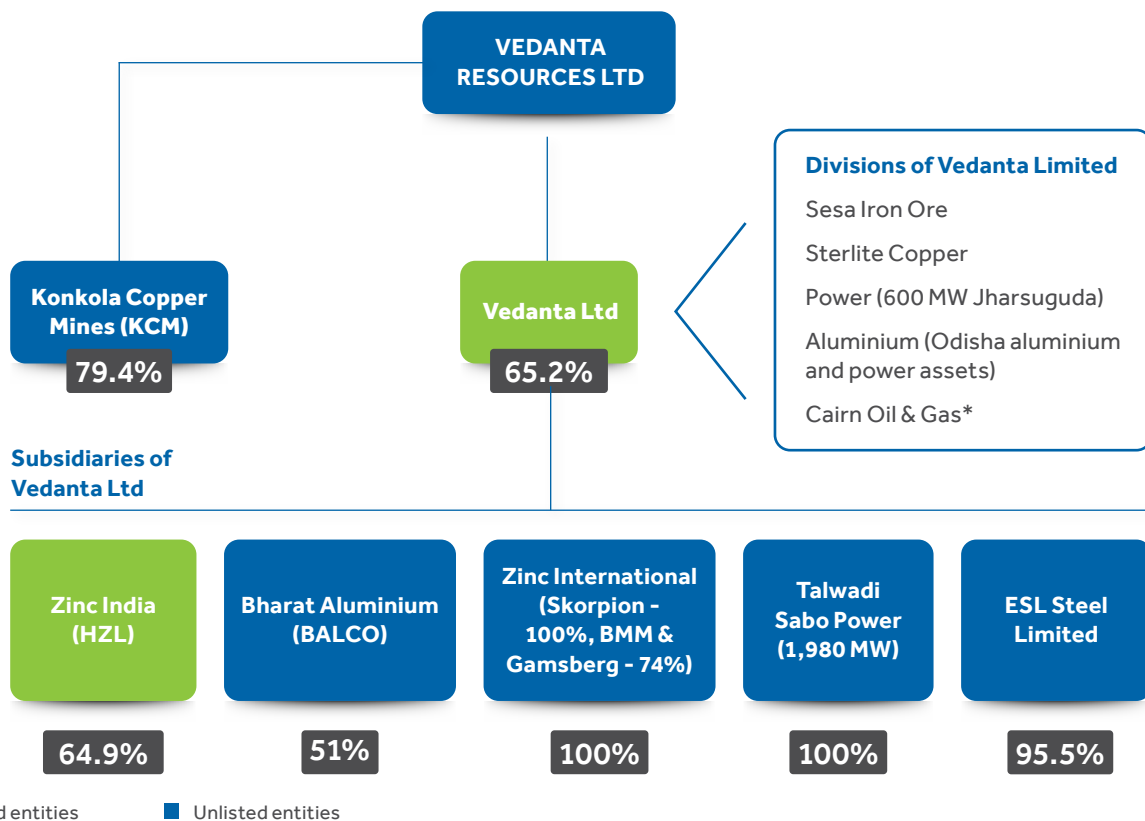 VEDANTA
RESOURCES LTD
Divisions of Vedanta Limited
Sesa Iron Ore
Sterlite Copper
Power (600 MW Jharsuguda)
Aluminium (Odisha aluminium
and power assets)
Cairn Oil & Gas*
Konkola Copper
Mines (KCM)
79.4%
Vedanta Ltd
65.2%
Subsidiaries of
Vedanta Ltd
Zinc India
(HZL)
64.9%
Bharat Aluminium
(BALCO)
51%
Zinc International
(Skorpion -
100%, BMM &
Gamsberg - 74%)
100%
Talwadi
Sabo Power
(1,980 MW)
100%
ESL Steel
Limited
95.5%
entities
Unlisted entities